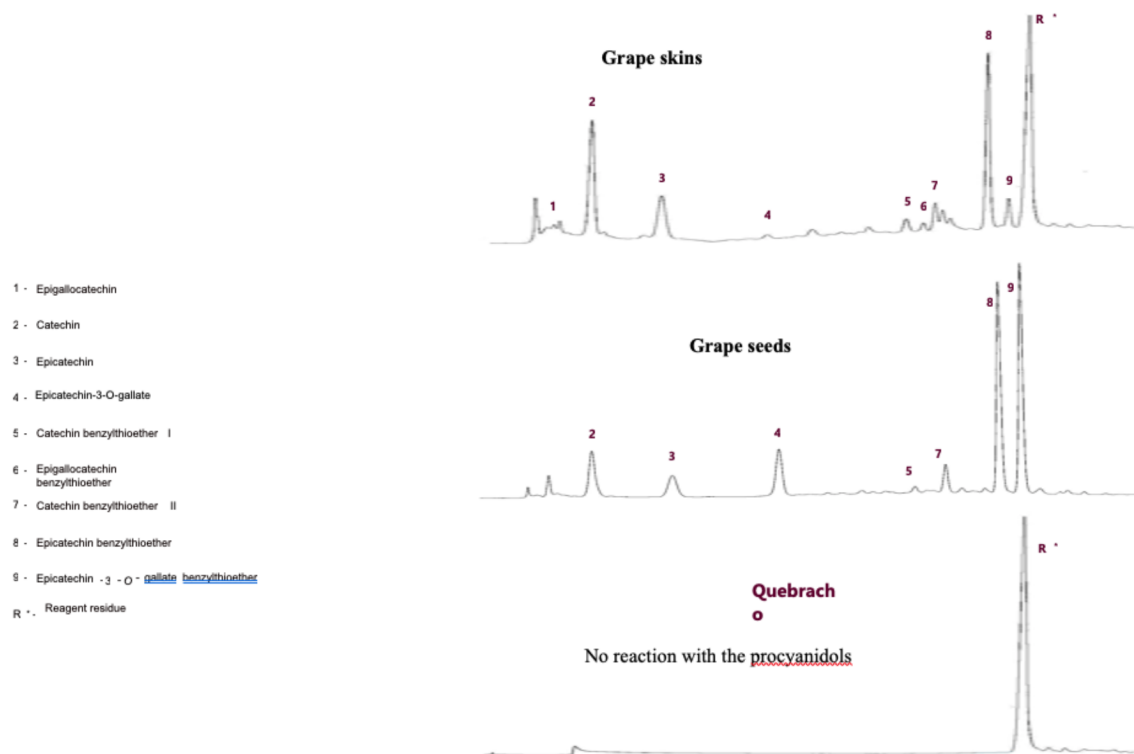 Grape skins
1
2
3
4
5
6
7
8
9
R *
1 - Epigallocatechin
2 - Catechin
3 - Epicatechin
4 - Epicatechin-3-O-gallate
5 - Catechin benzylthioether I
6 - Epigallocatechin
benzylthioether
7 - Catechin benzylthioether II
8 - Epicatechin benzylthioether
9 - Epicatechin -3 -O- gallate benzylthioether
R *- Reagent residue
Grape seeds
2
3
4
5
7
8
9
R *
Quebrach
o
No reaction with the procyanidols